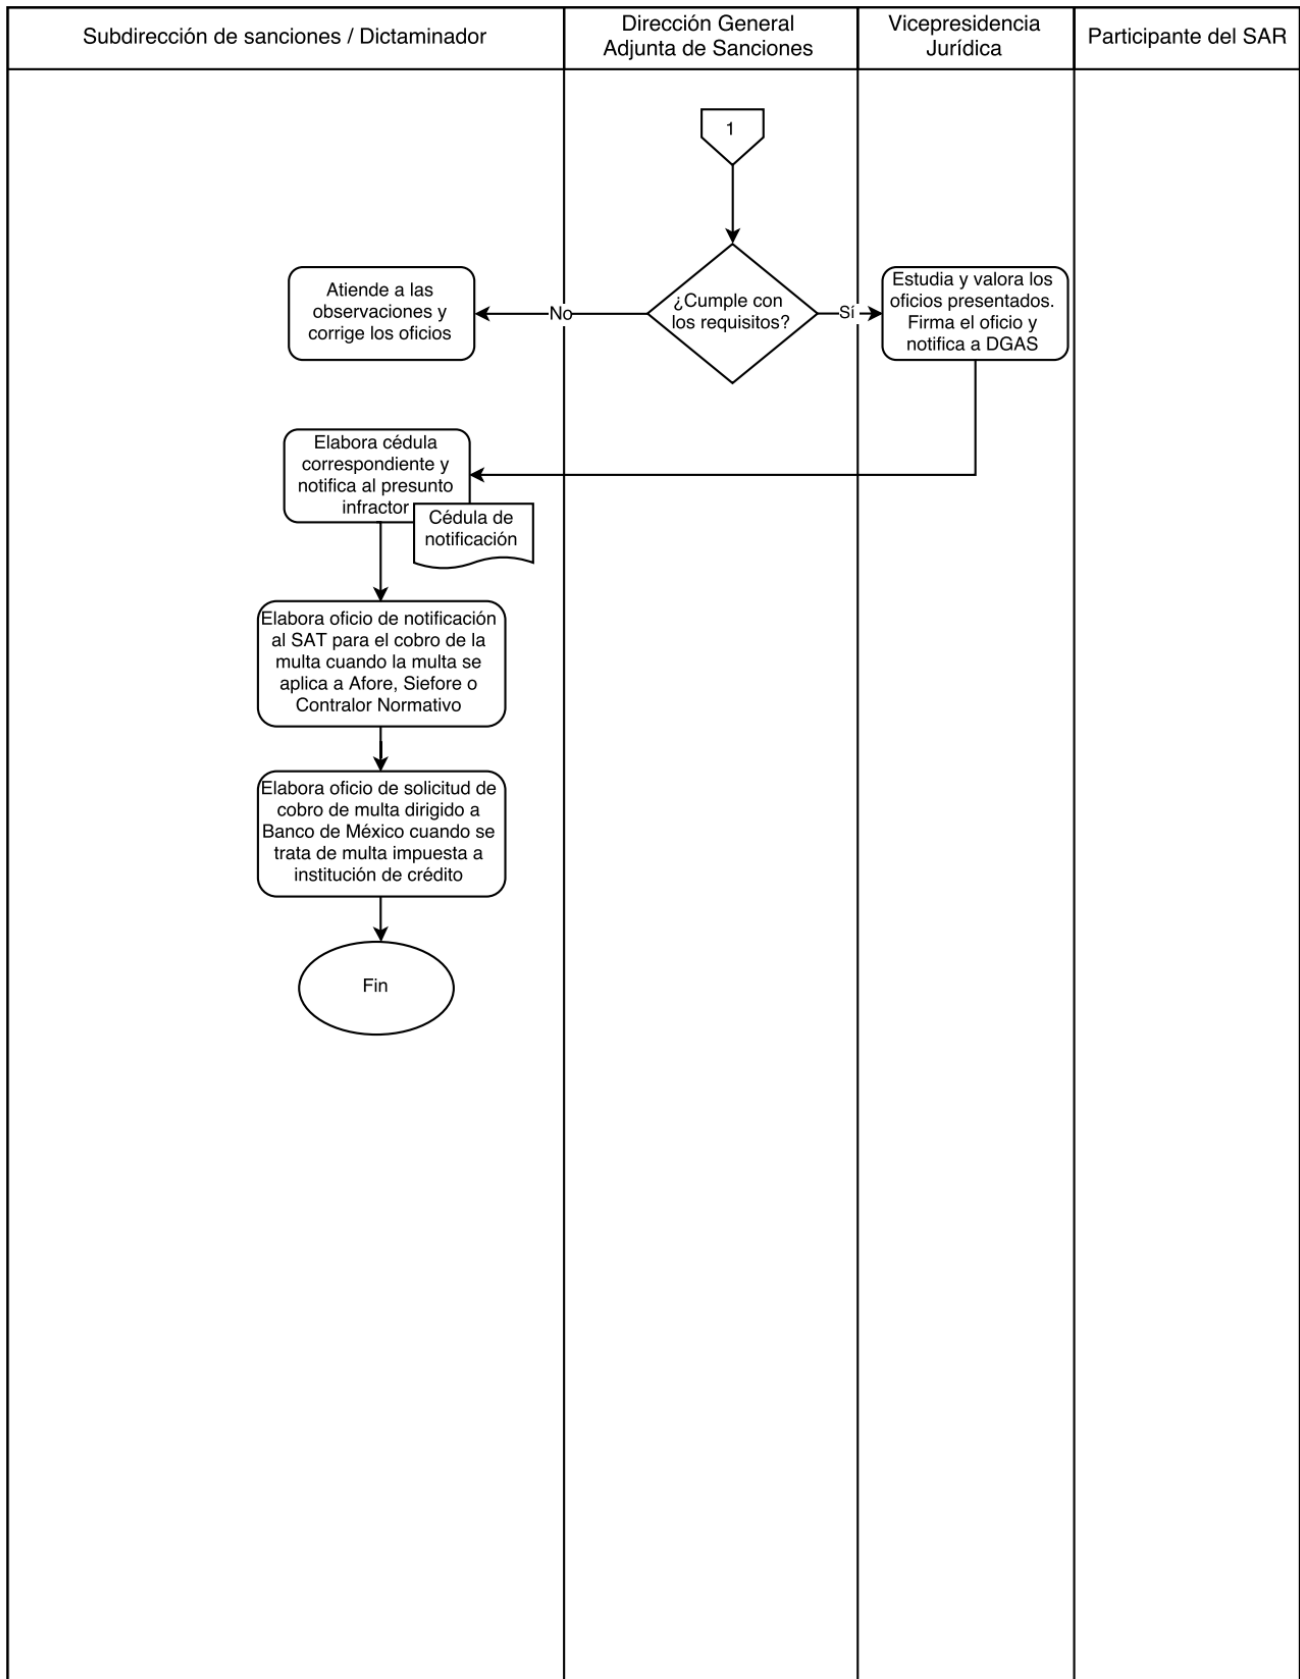 Subdirección de sanciones / Dictaminador
Dirección General
Adjunta de Sanciones
Vicepresidencia
Jurídica
Participante del SAR
1
¿Cumple con
los requisitos?
No
Sí
Atiende a las
observaciones y
corrige los oficios
Estudia y valora los
oficios presentados.
Firma el oficio y
notifica a DGAS
Elabora cédula
correspondiente y
notifica al presunto
infractor
Cédula de
notificación
Elabora oficio de notificación
al SAT para el cobro de la
multa cuando la multa se
aplica a Afore, Siefore o
Contralor Normativo
Elabora oficio de solicitud de
cobro de multa dirigido a
Banco de México cuando se
trata de multa impuesta a
institución de crédito
Fin